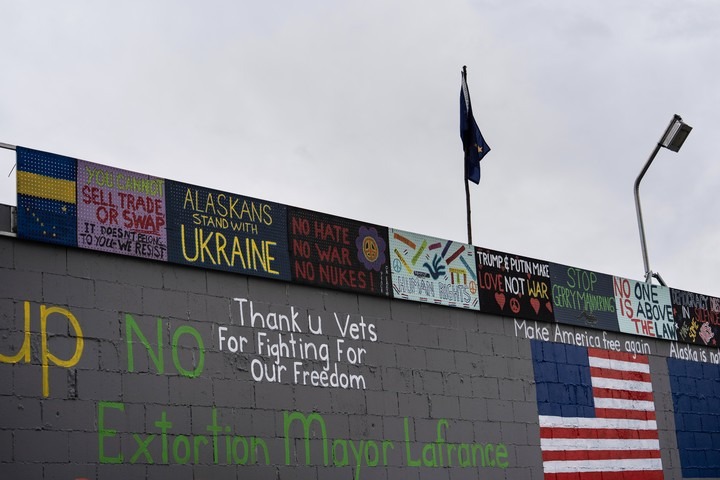 YOU CANNOT
SELL TRADE
OR SWAP
IT DOESN'T BELONG
TO YOU-WE RESIST
ALASKANS
STAND WITH
UKRAINE
NO HATE
NO WAR
NO NUKES!
HUMAN RIGHTS
TRUMP & PUTIN MAKE
LOVE NOT WAR
STOP
GERRYMANDERING
NO ONE
IS ABOVE
THE LAW
up NO
Thank u Vets
For Fighting For
Our Freedom
Extortion Mayor Lafrance
Make America free again
Alaska is